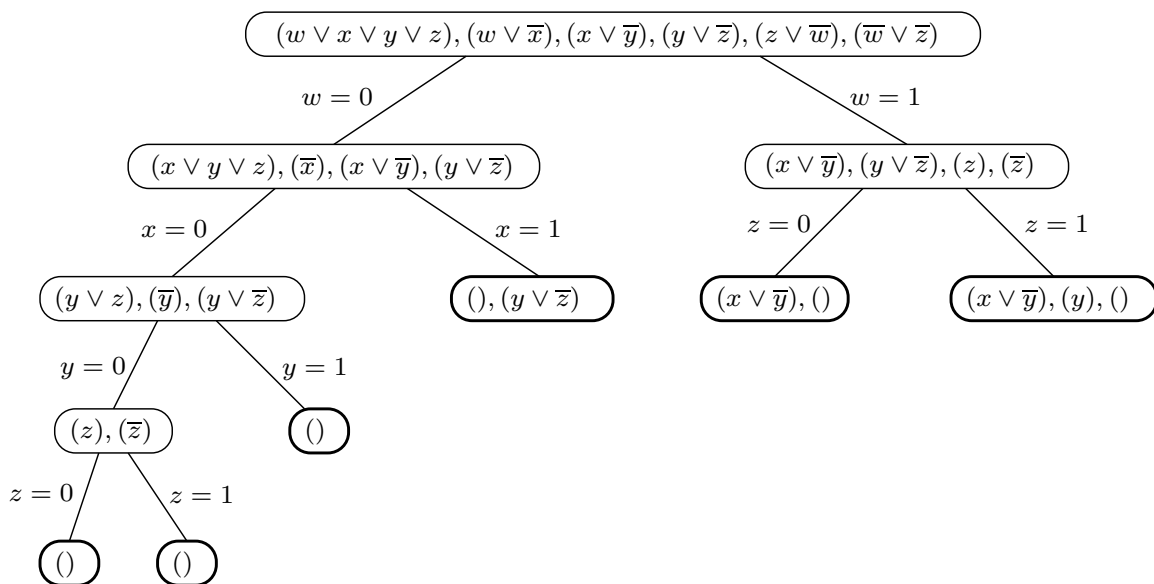 (w ∨ x ∨ y ∨ z), (w ∨ x̅), (x ∨ y̅), (y ∨ z̅), (z ∨ w̅), (w̅ ∨ z̅)
w = 0 w = 1
(x ∨ y ∨ z), (x̅), (x ∨ y̅), (y ∨ z̅) (x ∨ y̅), (y ∨ z̅), (z), (z̅)
x = 0 x = 1 z = 0 z = 1
(y ∨ z), (y̅), (y ∨ z̅) (), (y ∨ z̅) (x ∨ y̅), () (x ∨ y̅), (y), ()
y = 0 y = 1
(z), (z̅) ()
z = 0 z = 1
() ()